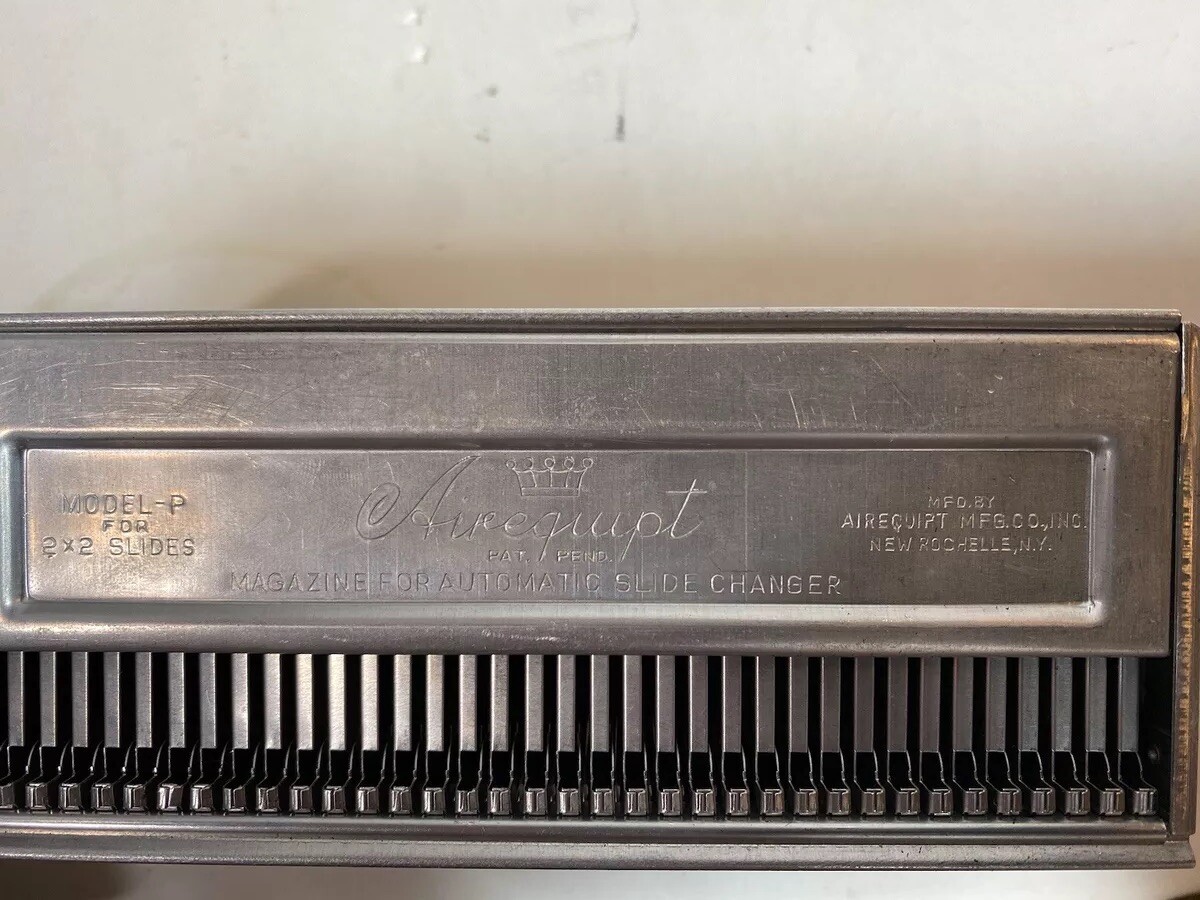 MODEL-P
FOR
2×2 SLIDES
Airequipt
PAT. PEND.
MAGAZINE FOR AUTOMATIC SLIDE CHANGER
MFD. BY
AIREQUIPT MFG. CO., INC.
NEW ROCHELLE, N.Y.